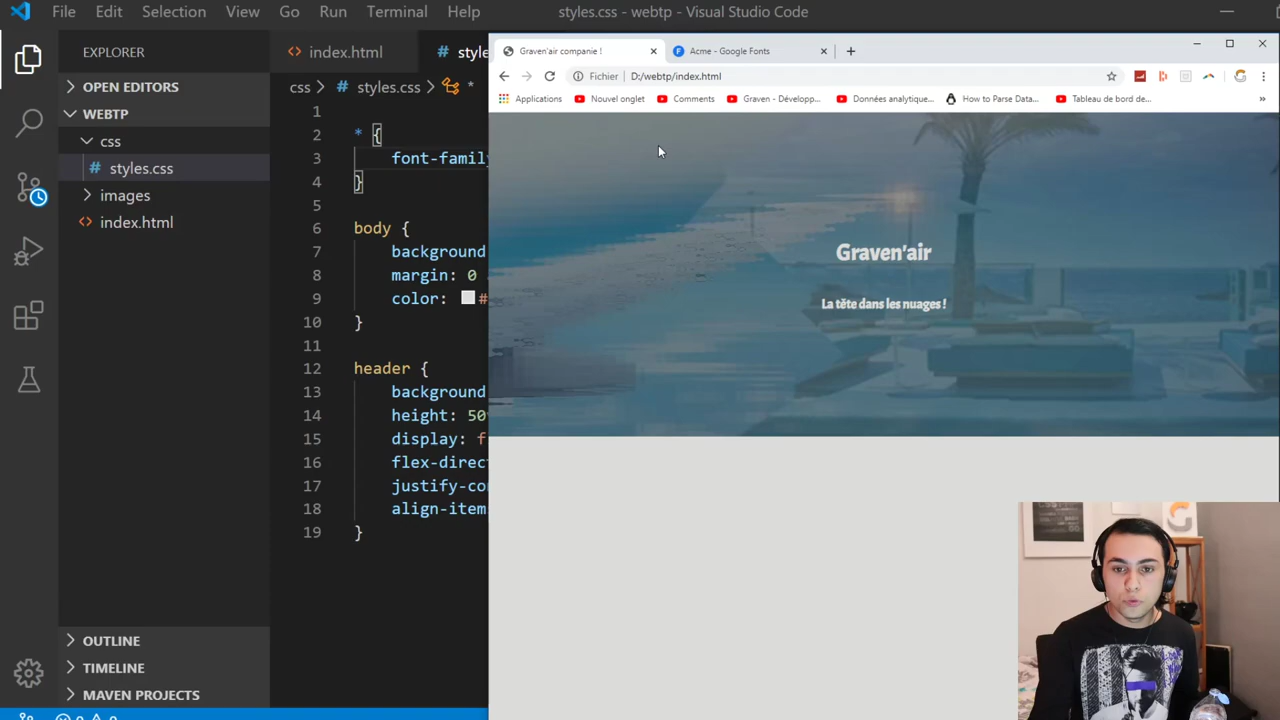 File Edit Selection View Go Run Terminal Help
styles.css - webtp - Visual Studio Code
EXPLORER
OPEN EDITORS
WEBTP
css
# styles.css
images
<> index.html
OUTLINE
TIMELINE
MAVEN PROJECTS
<> index.html
# style
css > # styles.css >
1
2 * {
3 font-family
4 }
5
6 body {
7 background
8 margin: 0
9 color: #
10 }
11
12 header {
13 background
14 height: 50
15 display: f
16 flex-direc
17 justify-co
18 align-item
19 }
Graven'air companie !
Acme - Google Fonts
Fichier | D:/webtp/index.html
Applications Nouvel onglet Comments Graven - Développ... Données analytique... How to Parse Data... Tableau de bord de... »
Graven'air
La tête dans les nuages !